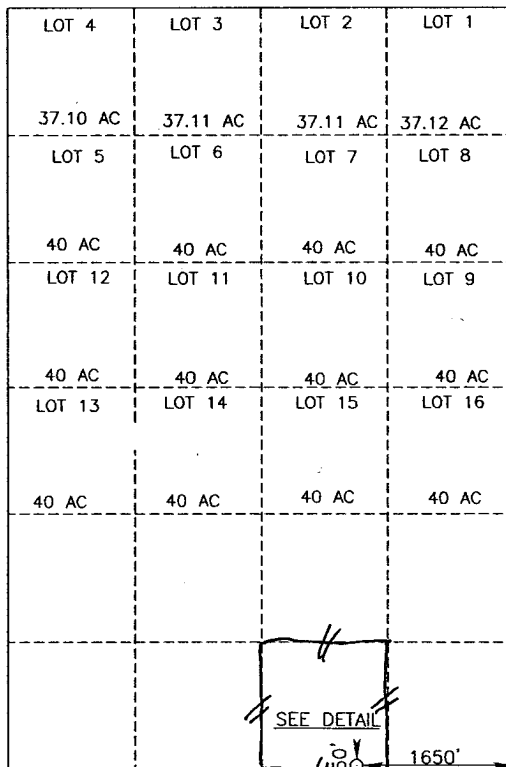 LOT 4 LOT 3 LOT 2 LOT 1
37.10 AC 37.11 AC 37.11 AC 37.12 AC
LOT 5 LOT 6 LOT 7 LOT 8
40 AC 40 AC 40 AC 40 AC
LOT 12 LOT 11 LOT 10 LOT 9
40 AC 40 AC 40 AC 40 AC
LOT 13 LOT 14 LOT 15 LOT 16
40 AC 40 AC 40 AC 40 AC
SEE DETAIL
1650'